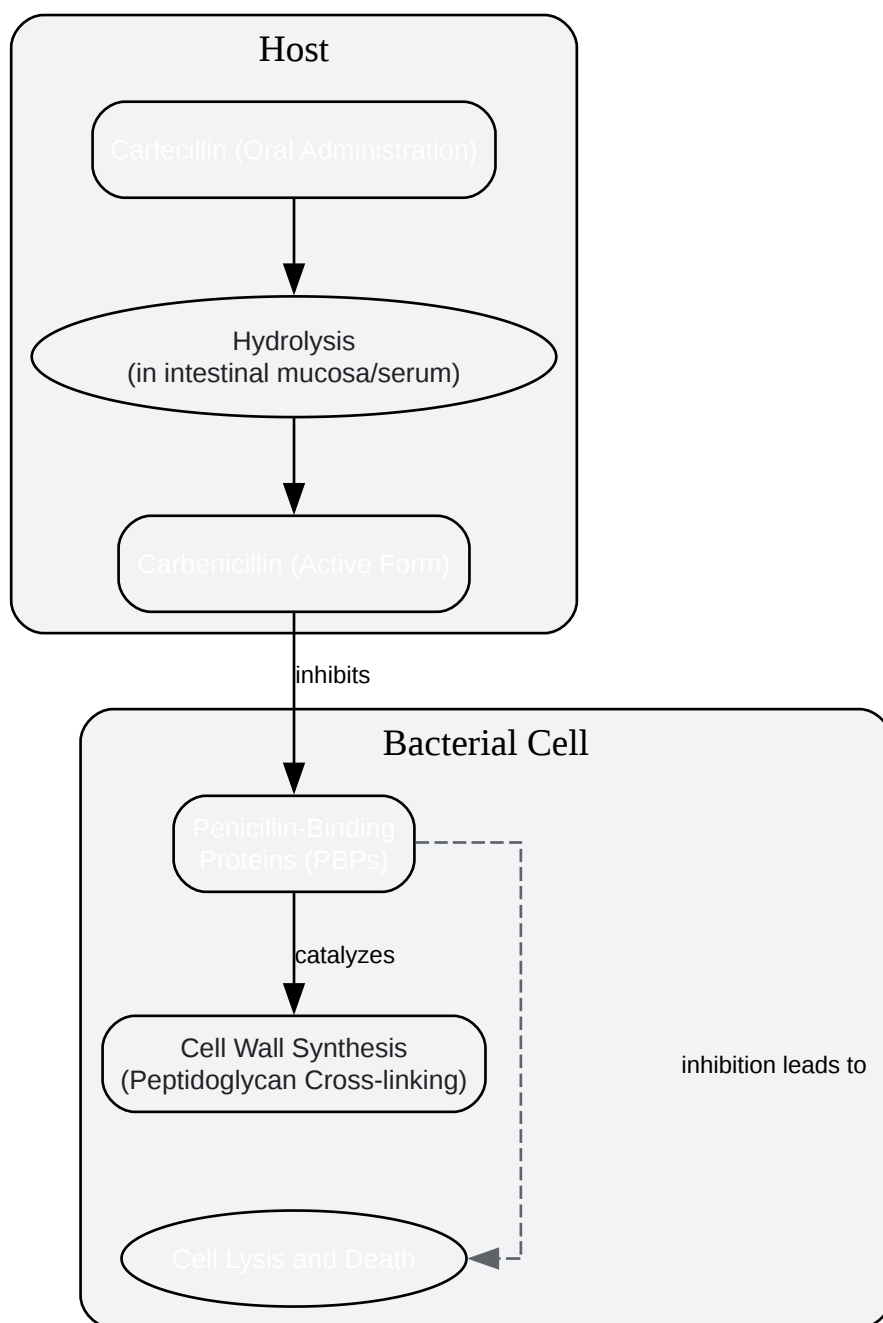 Host
Carfecillin (Oral Administration)
Hydrolysis
(in intestinal mucosa/serum)
Carbenicillin (Active Form)
inhibits
Bacterial Cell
Penicillin-Binding
Proteins (PBPs)
catalyzes
Cell Wall Synthesis
(Peptidoglycan Cross-linking)
inhibition leads to
Cell Lysis and Death